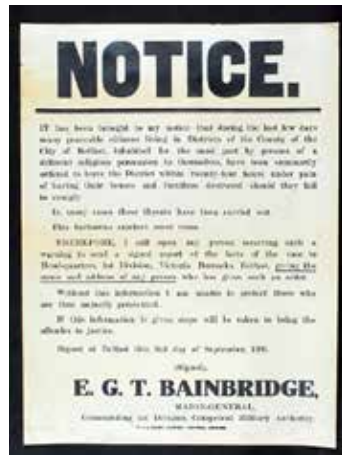 NOTICE.
IT has been brought to my notice that during the last few days
many peaceable citizens living in Districts of the County of the
City of Belfast, inhabited for the most part by persons of a
different religious persuasion to themselves, have been summarily
ordered to leave the District within twenty-four hours under pain
of having their houses and furniture destroyed should they fail
to comply.
In many cases these threats have been carried out.
This barbarous conduct must cease.
THEREFORE, I call upon any person receiving such a
warning to send a signed report of the facts of the case to
Headquarters, 1st Division, Victoria Barracks, Belfast, giving the
name and address of any person who has given such an order.
Without this information I am unable to protect those who
are thus unjustly persecuted.
If this information is given steps will be taken to bring the
offender to justice.
Signed at Belfast this day of September, 1920.
(Signed),
E. G. T. BAINBRIDGE,
MAJOR-GENERAL,
Commanding 1st Division, Competent Military Authority.